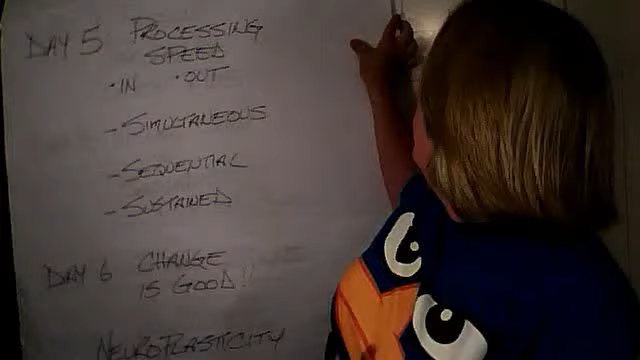 DAY 5 PROCESSING
SPEED
• IN • OUT
- SIMULTANEOUS
- SEQUENTIAL
- SUSTAINED
DAY 6 CHANGE
IS GOOD!!
NEUROPLASTICITY